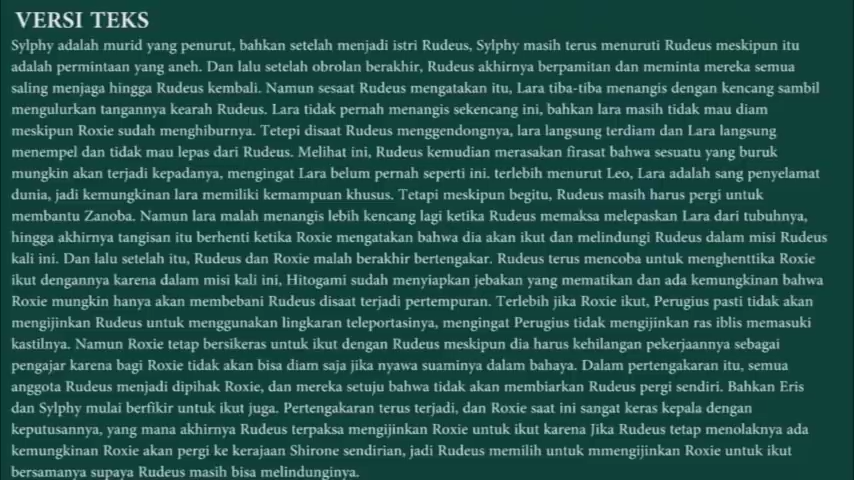 VERSI TEKS
Sylphy adalah murid yang penurut, bahkan setelah menjadi istri Rudeus, Sylphy masih terus menuruti Rudeus meskipun itu
adalah permintaan yang aneh. Dan lalu setelah obrolan berakhir, Rudeus akhirnya berpamitan dan meminta mereka semua
saling menjaga hingga Rudeus kembali. Namun sesaat Rudeus mengatakan itu, Lara tiba-tiba menangis dengan kencang sambil
mengulurkan tangannya kearah Rudeus. Lara tidak pernah menangis sekencang ini, bahkan lara masih tidak mau diam
meskipun Roxie sudah menghiburnya. Tetepi disaat Rudeus menggendongnya, lara langsung terdiam dan Lara langsung
menempel dan tidak mau lepas dari Rudeus. Melihat ini, Rudeus kemudian merasakan firasat bahwa sesuatu yang buruk
mungkin akan terjadi kepadanya, mengingat Lara belum pernah seperti ini. terlebih menurut Leo, Lara adalah sang penyelamat
dunia, jadi kemungkinan lara memiliki kemampuan khusus. Tetapi meskipun begitu, Rudeus masih harus pergi untuk
membantu Zanoba. Namun lara malah menangis lebih kencang lagi ketika Rudeus memaksa melepaskan Lara dari tubuhnya,
hingga akhirnya tangisan itu berhenti ketika Roxie mengatakan bahwa dia akan ikut dan melindungi Rudeus dalam misi Rudeus
kali ini. Dan lalu setelah itu, Rudeus dan Roxie malah berakhir bertengakar. Rudeus terus mencoba untuk menghenttika Roxie
ikut dengannya karena dalam misi kali ini, Hitogami sudah menyiapkan jebakan yang mematikan dan ada kemungkinan bahwa
Roxie mungkin hanya akan membebani Rudeus disaat terjadi pertempuran. Terlebih jika Roxie ikut, Perugius pasti tidak akan
mengijinkan Rudeus untuk menggunakan lingkaran teleportasinya, mengingat Perugius tidak mengijinkan ras iblis memasuki
kastilnya. Namun Roxie tetap bersikeras untuk ikut dengan Rudeus meskipun dia harus kehilangan pekerjaannya sebagai
pengajar karena bagi Roxie tidak akan bisa diam saja jika nyawa suaminya dalam bahaya. Dalam pertengakaran itu, semua
anggota Rudeus menjadi dipihak Roxie, dan mereka setuju bahwa tidak akan membiarkan Rudeus pergi sendiri. Bahkan Eris
dan Sylphy mulai berfikir untuk ikut juga. Pertengakaran terus terjadi, dan Roxie saat ini sangat keras kepala dengan
keputusannya, yang mana akhirnya Rudeus terpaksa mengijinkan Roxie untuk ikut karena Jika Rudeus tetap menolaknya ada
kemungkinan Roxie akan pergi ke kerajaan Shirone sendirian, jadi Rudeus memilih untuk mmengijinkan Roxie untuk ikut
bersamanya supaya Rudeus masih bisa melindunginya.